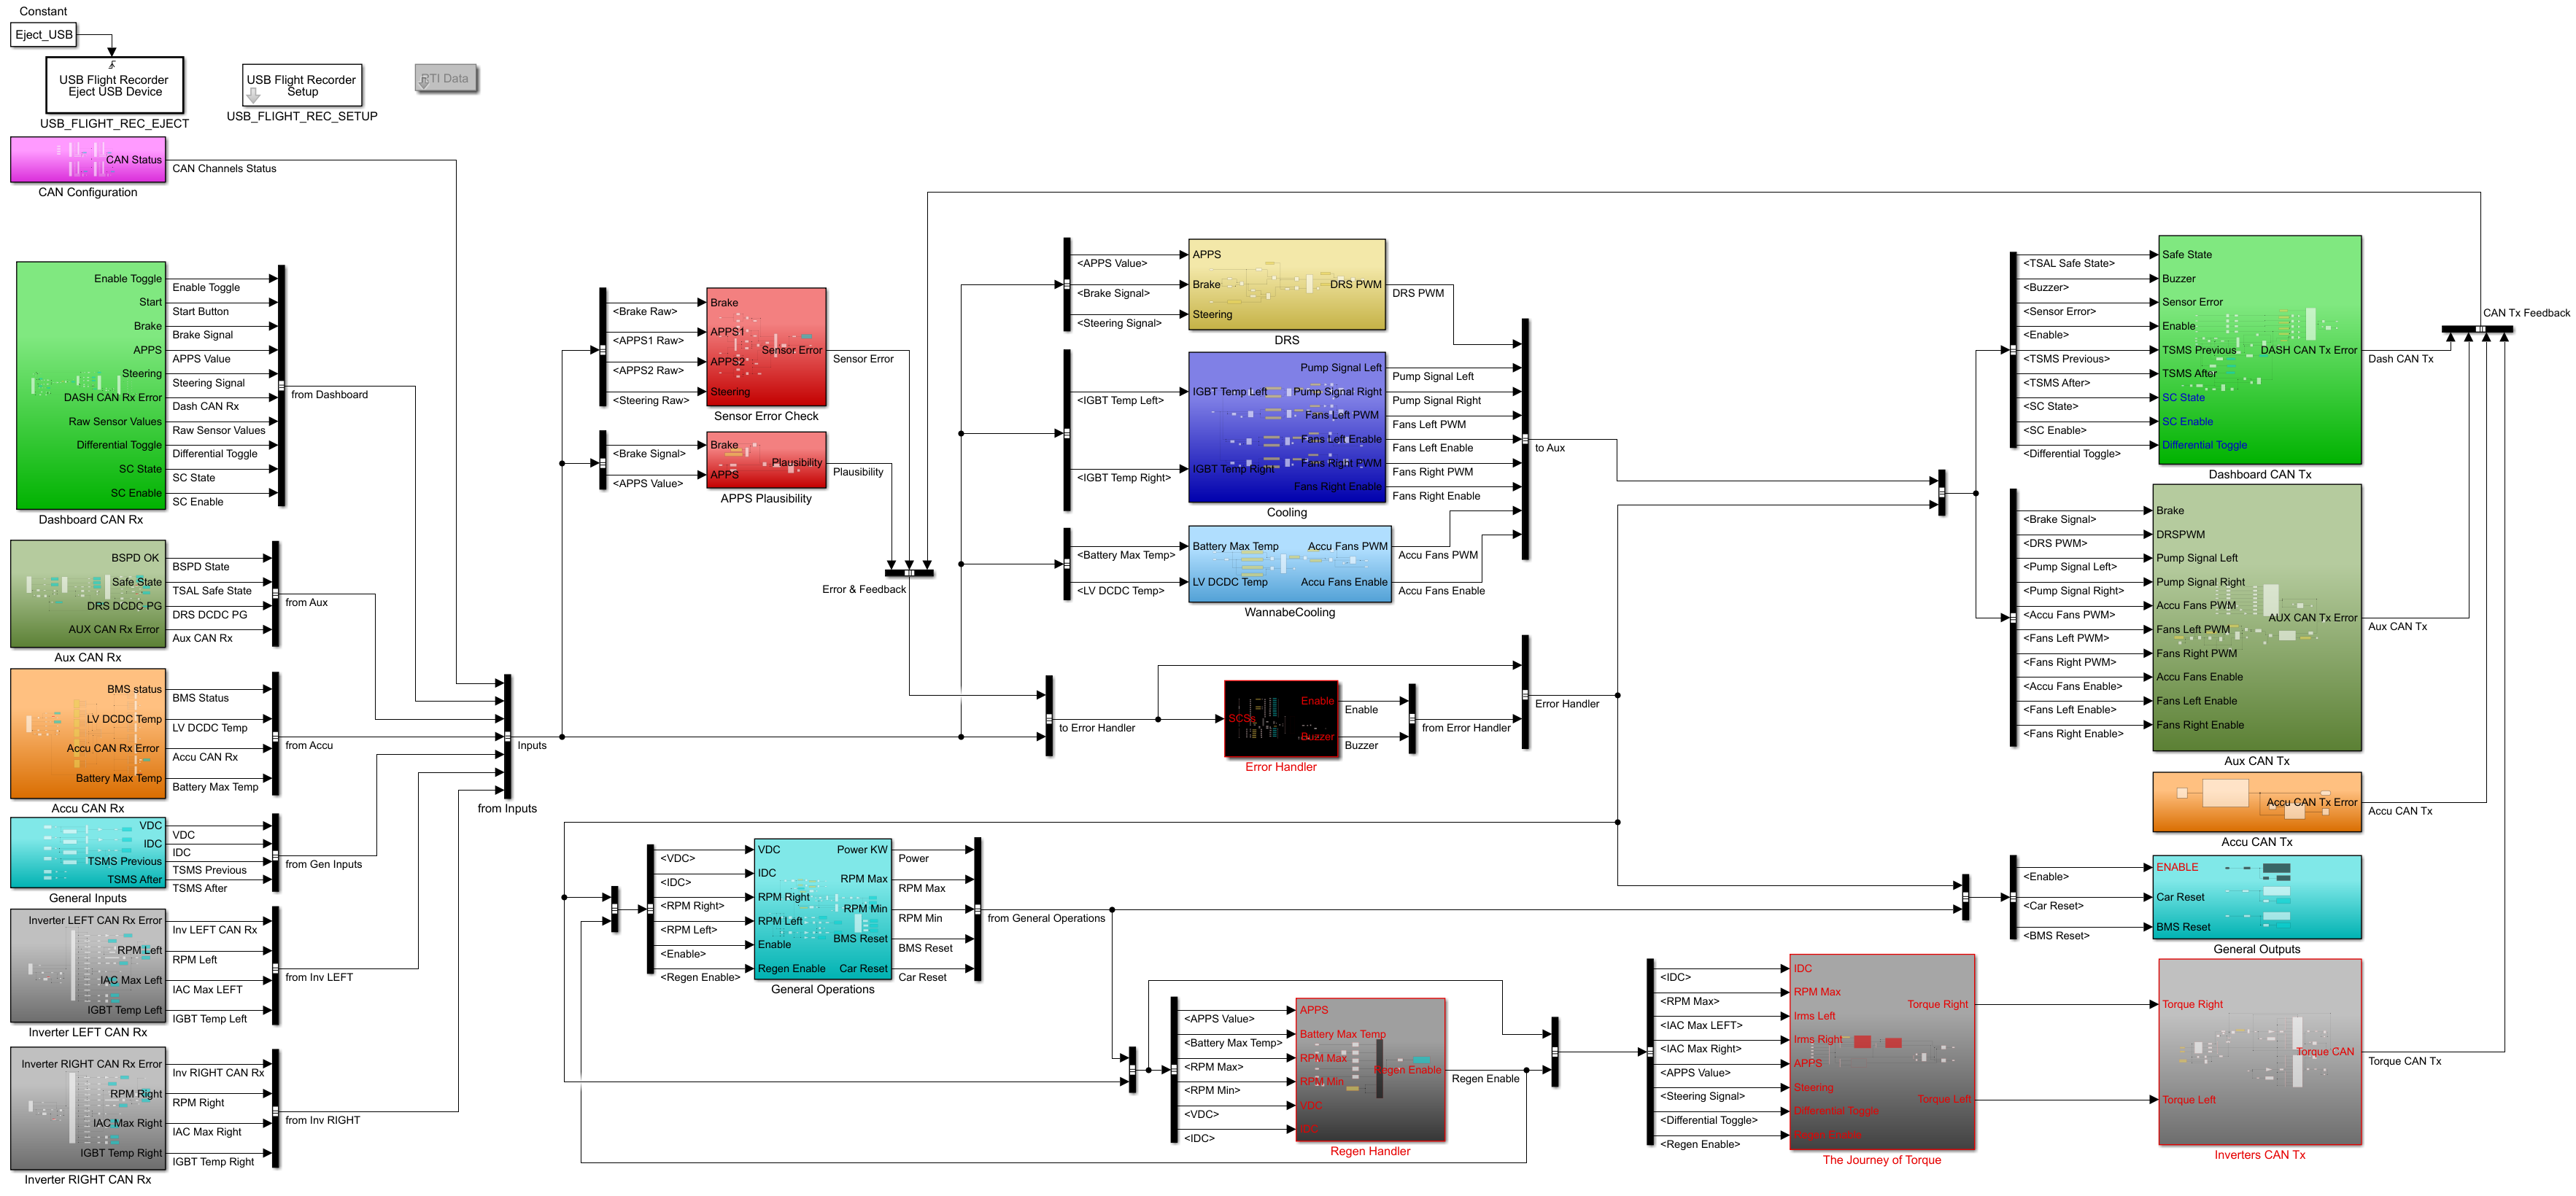 Constant
Eject_USB
USB Flight Recorder
Eject USB Device
USB_FLIGHT_REC_EJECT
USB Flight Recorder
Setup
USB_FLIGHT_REC_SETUP
RTI Data
CAN Status
CAN Channels Status
CAN Configuration
Enable Toggle
Enable Toggle
Start
Start Button
Brake
Brake Signal
APPS
APPS Value
Steering
Steering Signal
DASH CAN Rx Error
Dash CAN Rx
Raw Sensor Values
Raw Sensor Values
Differential Toggle
Differential Toggle
SC State
SC State
SC Enable
SC Enable
Dashboard CAN Rx
from Dashboard
BSPD OK
BSPD State
Safe State
TSAL Safe State
DRS DCDC PG
DRS DCDC PG
AUX CAN Rx Error
Aux CAN Rx
Aux CAN Rx
from Aux
BMS status
BMS Status
LV DCDC Temp
LV DCDC Temp
Accu CAN Rx Error
Accu CAN Rx
Battery Max Temp
Battery Max Temp
Accu CAN Rx
from Accu
VDC
VDC
IDC
IDC
TSMS Previous
TSMS Previous
TSMS After
TSMS After
General Inputs
from Gen Inputs
Inverter LEFT CAN Rx Error
Inv LEFT CAN Rx
RPM Left
RPM Left
IAC Max Left
IAC Max LEFT
IGBT Temp Left
IGBT Temp Left
Inverter LEFT CAN Rx
from Inv LEFT
Inverter RIGHT CAN Rx Error
Inv RIGHT CAN Rx
RPM Right
RPM Right
IAC Max Right
IAC Max Right
IGBT Temp Right
IGBT Temp Right
Inverter RIGHT CAN Rx
from Inv RIGHT
from Inputs
Inputs
<Brake Raw>
<APPS1 Raw>
<APPS2 Raw>
<Steering Raw>
Brake
APPS1
APPS2
Steering
Sensor Error
Sensor Error
Sensor Error Check
<Brake Signal>
<APPS Value>
Brake
APPS
Plausibility
Plausibility
APPS Plausibility
Error & Feedback
<APPS Value>
<Brake Signal>
<Steering Signal>
APPS
Brake
Steering
DRS PWM
DRS PWM
DRS
<IGBT Temp Left>
<IGBT Temp Right>
IGBT Temp Left
IGBT Temp Right
Pump Signal Left
Pump Signal Left
Pump Signal Right
Pump Signal Right
Fans Left PWM
Fans Left PWM
Fans Left Enable
Fans Left Enable
Fans Right PWM
Fans Right PWM
Fans Right Enable
Fans Right Enable
Cooling
<Battery Max Temp>
<LV DCDC Temp>
Battery Max Temp
LV DCDC Temp
Accu Fans PWM
Accu Fans PWM
Accu Fans Enable
Accu Fans Enable
WannabeCooling
to Aux
to Error Handler
SCSs
Enable
Enable
Buzzer
Buzzer
Error Handler
from Error Handler
Error Handler
<VDC>
<IDC>
<RPM Right>
<RPM Left>
<Enable>
<Regen Enable>
VDC
IDC
RPM Right
RPM Left
Enable
Regen Enable
Power KW
Power
RPM Max
RPM Max
RPM Min
RPM Min
BMS Reset
BMS Reset
Car Reset
Car Reset
General Operations
from General Operations
<APPS Value>
<Battery Max Temp>
<RPM Max>
<RPM Min>
<VDC>
<IDC>
APPS
Battery Max Temp
RPM Max
RPM Min
VDC
IDC
Regen Enable
Regen Enable
Regen Handler
<IDC>
<RPM Max>
<IAC Max LEFT>
<IAC Max Right>
<APPS Value>
<Steering Signal>
<Differential Toggle>
<Regen Enable>
IDC
RPM Max
Irms Left
Irms Right
APPS
Steering
Differential Toggle
Regen Enable
Torque Right
Torque Left
The Journey of Torque
<TSAL Safe State>
<Buzzer>
<Sensor Error>
<Enable>
<TSMS Previous>
<TSMS After>
<SC State>
<SC Enable>
<Differential Toggle>
Safe State
Buzzer
Sensor Error
Enable
TSMS Previous
TSMS After
SC State
SC Enable
Differential Toggle
DASH CAN Tx Error
Dash CAN Tx
Dashboard CAN Tx
CAN Tx Feedback
<Brake Signal>
<DRS PWM>
<Pump Signal Left>
<Pump Signal Right>
<Accu Fans PWM>
<Fans Left PWM>
<Fans Right PWM>
<Accu Fans Enable>
<Fans Left Enable>
<Fans Right Enable>
Brake
DRSPWM
Pump Signal Left
Pump Signal Right
Accu Fans PWM
Fans Left PWM
Fans Right PWM
Accu Fans Enable
Fans Left Enable
Fans Right Enable
AUX CAN Tx Error
Aux CAN Tx
Aux CAN Tx
Accu CAN Tx Error
Accu CAN Tx
Accu CAN Tx
<Enable>
<Car Reset>
<BMS Reset>
ENABLE
Car Reset
BMS Reset
General Outputs
Torque Right
Torque Left
Torque CAN
Torque CAN Tx
Inverters CAN Tx